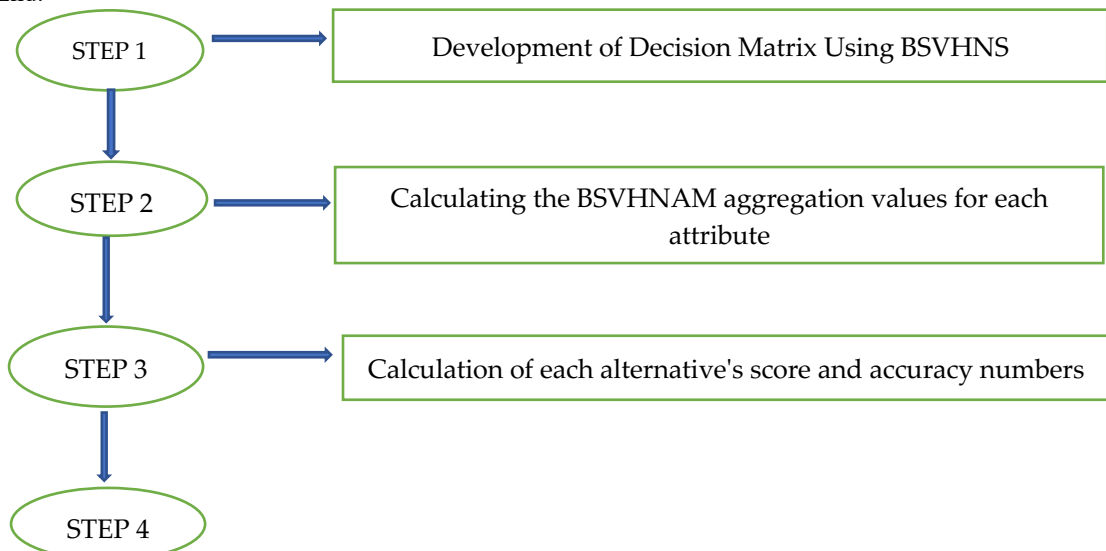 STEP 1
Development of Decision Matrix Using BSVHNS
STEP 2
Calculating the BSVHNAM aggregation values for each
attribute
STEP 3
Calculation of each alternative's score and accuracy numbers
STEP 4